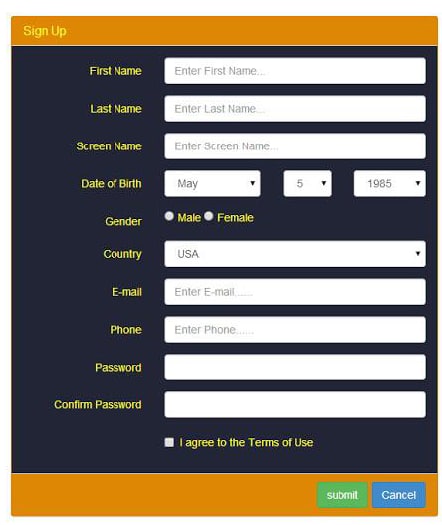 Sign Up
First Name Enter First Name...
Last Name Enter Last Name...
Screen Name Enter Screen Name...
Date of Birth May 5 1985
Gender Male Female
Country USA
E-mail Enter E-mail......
Phone Enter Phone......
Password
Confirm Password
I agree to the Terms of Use
submit Cancel